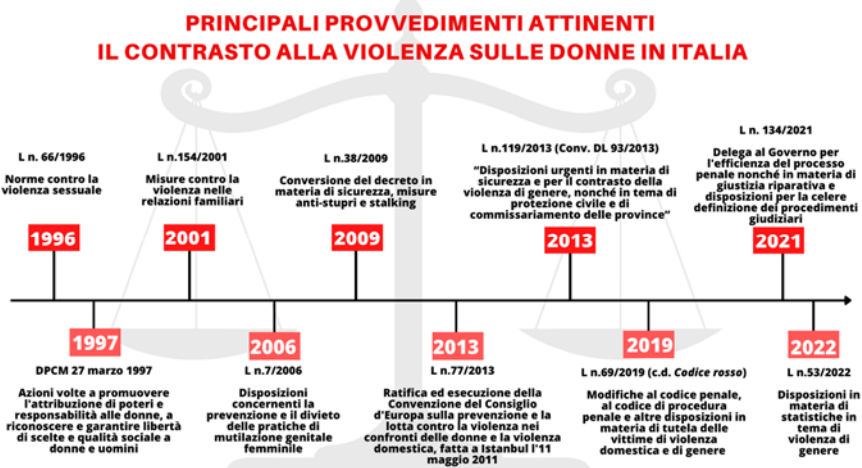 PRINCIPALI PROVVEDIMENTI ATTINENTI
IL CONTRASTO ALLA VIOLENZA SULLE DONNE IN ITALIA
L n. 66/1996
Norme contro la
violenza sessuale
1996
L n.154/2001
Misure contro la
violenza nelle
relazioni familiari
2001
L n.38/2009
Conversione del decreto in
materia di sicurezza, misure
anti-stupri e stalking
2009
L n.119/2013 (Conv. DL 93/2013)
“Disposizioni urgenti in materia di
sicurezza e per il contrasto della
violenza di genere, nonché in tema di
protezione civile e di
commissariamento delle province”
2013
L n. 134/2021
Delega al Governo per
l'efficienza del processo
penale nonché in materia di
giustizia riparativa e
disposizioni per la celere
definizione dei procedimenti
giudiziari
2021
1997
DPCM 27 marzo 1997
Azioni volte a promuovere
l'attribuzione di poteri e
responsabilità alle donne, a
riconoscere e garantire libertà
di scelte e qualità sociale a
donne e uomini
2006
L n.7/2006
Disposizioni
concernenti la
prevenzione e il divieto
delle pratiche di
mutilazione genitale
femminile
2013
L n.77/2013
Ratifica ed esecuzione della
Convenzione del Consiglio
d'Europa sulla prevenzione e la
lotta contro la violenza nei
confronti delle donne e la violenza
domestica, fatta a Istanbul l'11
maggio 2011
2019
L n.69/2019 (c.d. Codice rosso)
Modifiche al codice penale,
al codice di procedura
penale e altre disposizioni in
materia di tutela delle
vittime di violenza
domestica e di genere
2022
L n.53/2022
Disposizioni in
materia di
statistiche in
tema di
violenza di
genere